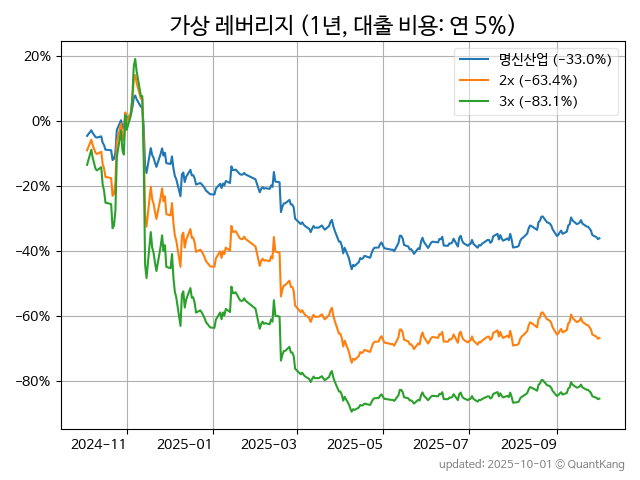 가상 레버리지 (1년, 대출 비용: 연 5%)
명신산업 (-33.0%)
2x (-63.4%)
3x (-83.1%)
20%
0%
-20%
-40%
-60%
-80%
2024-11
2025-01
2025-03
2025-05
2025-07
2025-09
updated: 2025-10-01 © QuantKang